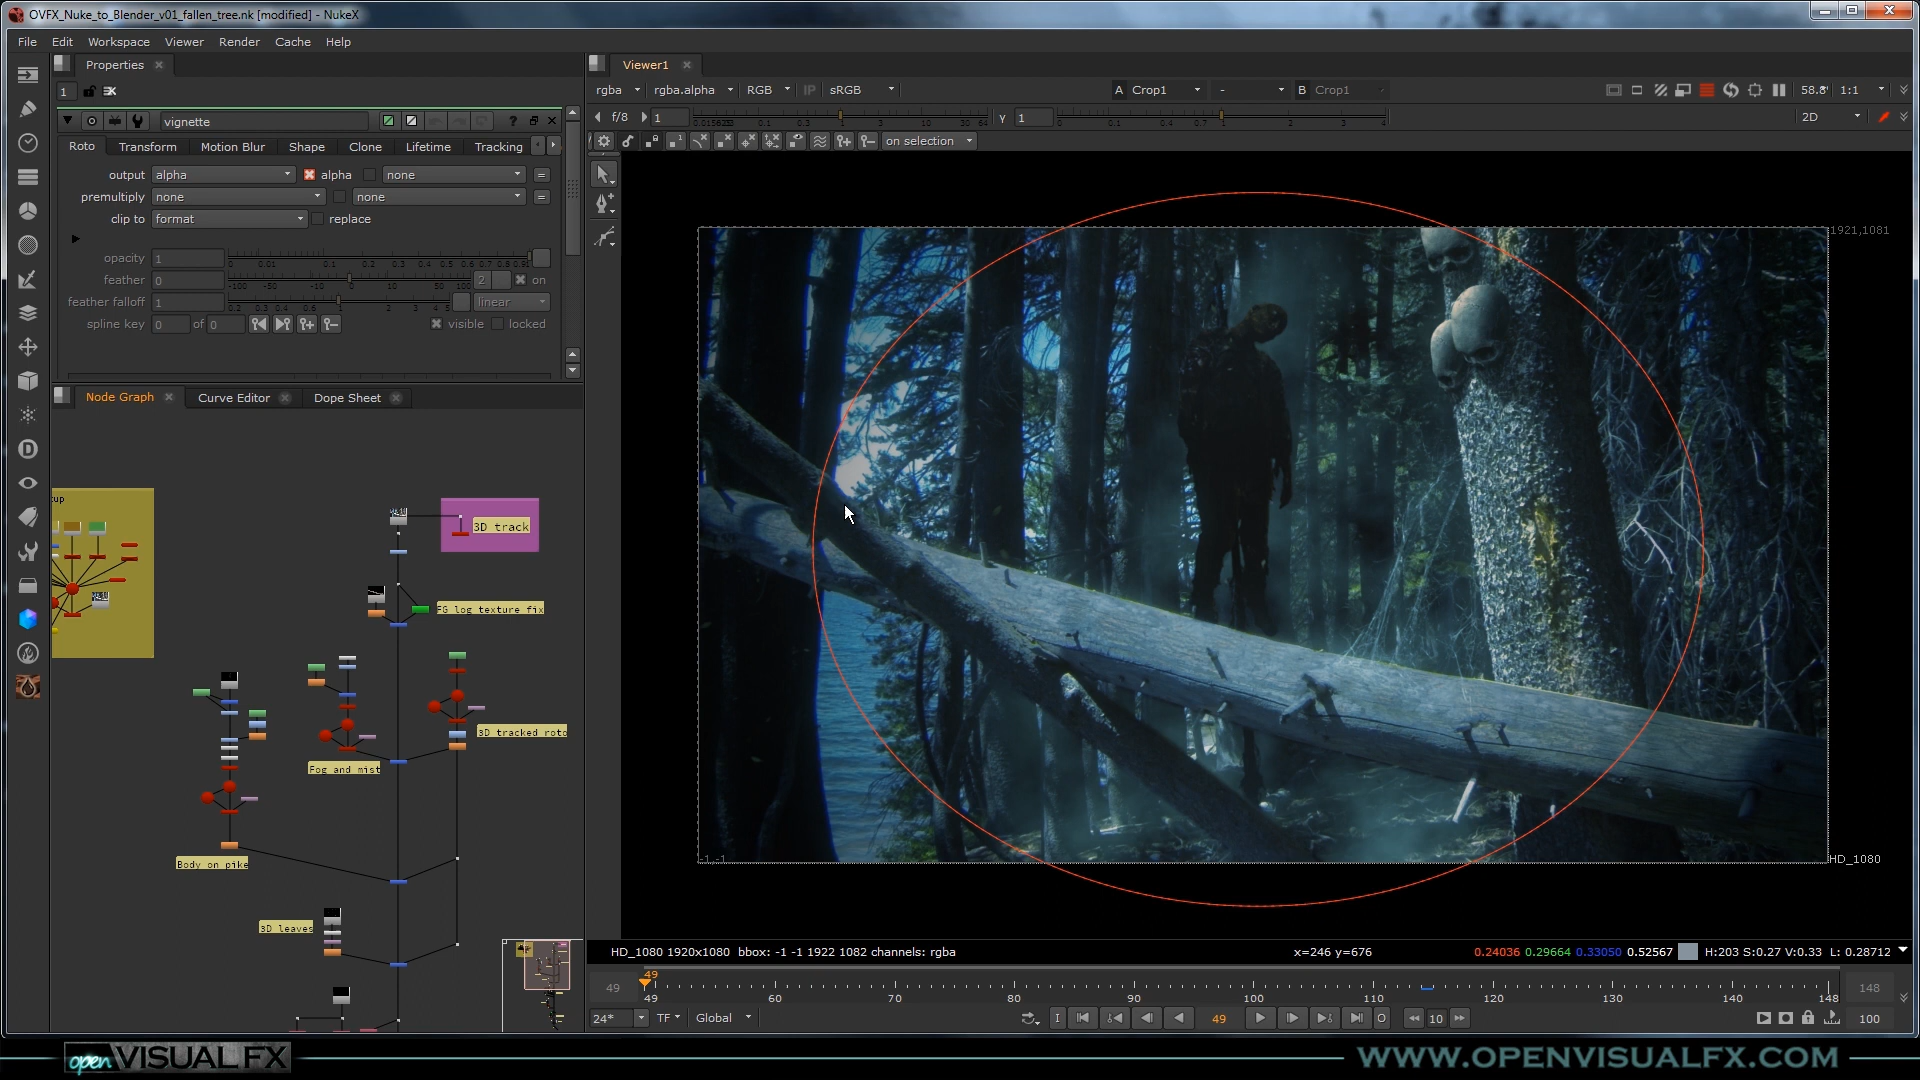 OVFX_Nuke_to_Blender_v01_fallen_tree.nk [modified] - NukeX
File Edit Workspace Viewer Render Cache Help
Properties
1
vignette
?
Roto Transform Motion Blur Shape Clone Lifetime Tracking
output alpha alpha none =
premultiply none none =
clip to format replace
opacity 1
feather 0 2 on
feather falloff 1 linear
spline key 0 of 0 visible locked
Node Graph Curve Editor Dope Sheet
3D track
FG log texture fix
3D tracked roto
Fog and mist
Body on pike
3D leaves
Viewer1
rgba rgba.alpha RGB IP sRGB A Crop1 - B Crop1 58.8 1:1
f/8 1 γ 1 2D
on selection
1921,1081
-1,-1
HD_1080
HD_1080 1920x1080 bbox: -1 -1 1922 1082 channels: rgba x=246 y=676 0.24036 0.29664 0.33050 0.52567 H:203 S:0.27 V:0.33 L: 0.28712
49 49 148
49 60 70 80 90 100 110 120 130 140 148
24* TF Global I 49 O 10 100
open VISUALFX
WWW.OPENVISUALFX.COM